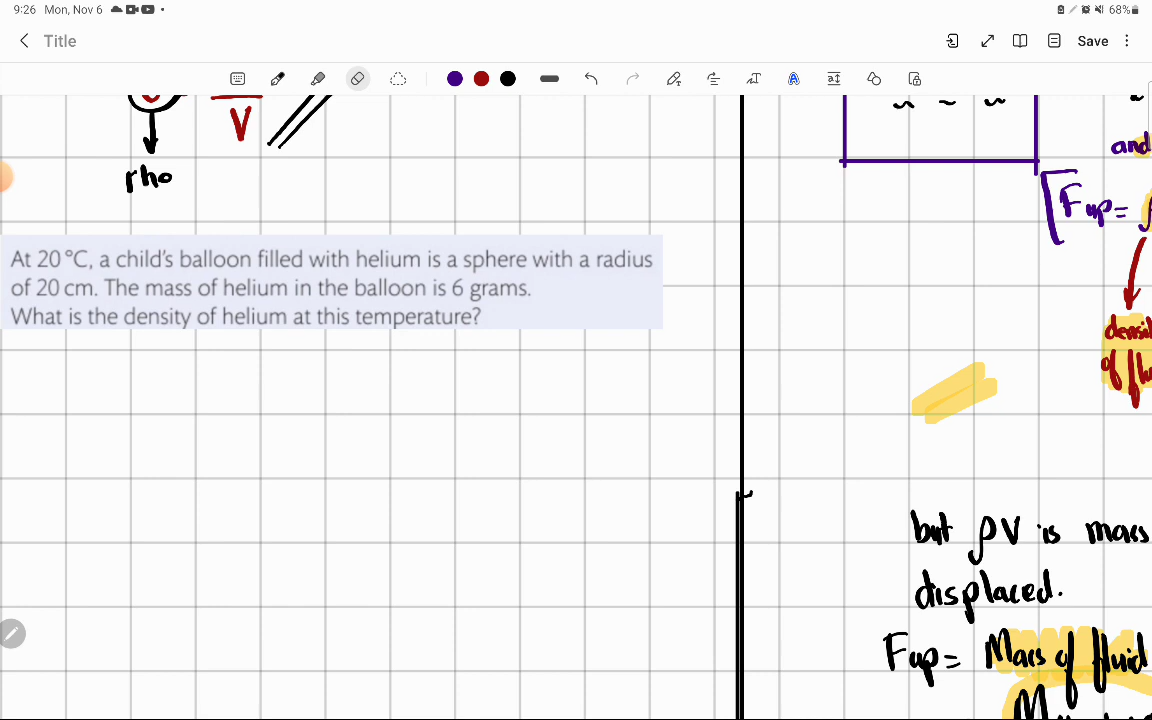 9:26 Mon, Nov 6
68%
Title
Save
V
rho
At 20 °C, a child's balloon filled with helium is a sphere with a radius
of 20 cm. The mass of helium in the balloon is 6 grams.
What is the density of helium at this temperature?
and
Fup=
of
but ρV is mass
displaced.
Fup= Mass of fluid